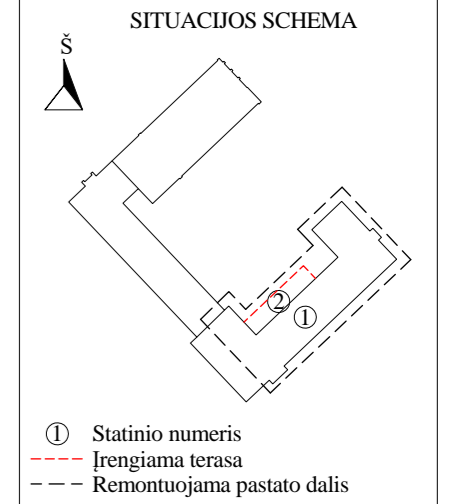 SITUACIJOS SCHEMA
Š
②
①
① Statinio numeris
Įrengiama terasa
Remontuojama pastato dalis